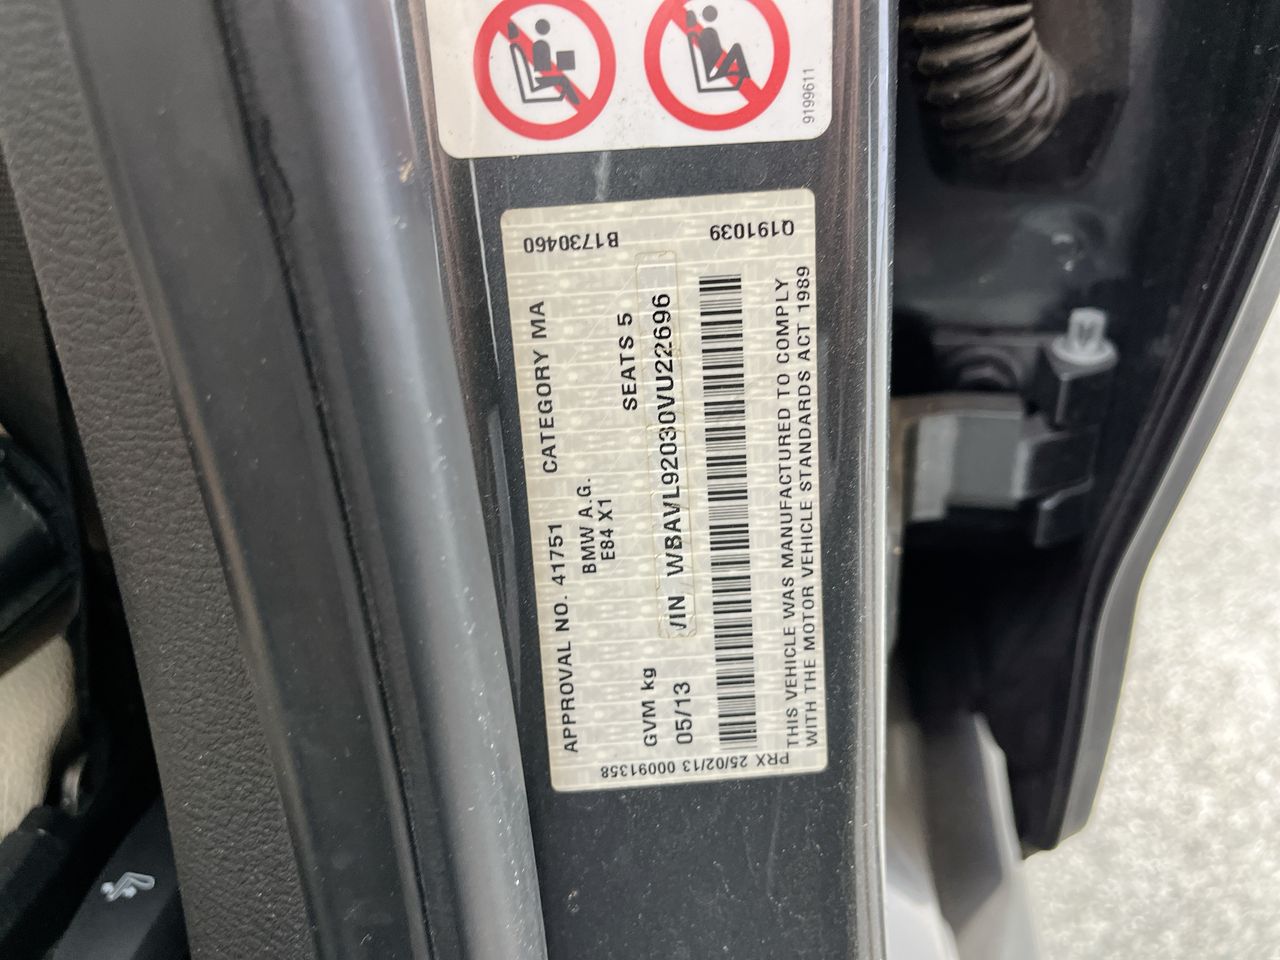 9199611
B1730460
Q191039
APPROVAL NO. 41751 CATEGORY MA
BMW A.G.
E84 X1
GVM kg SEATS 5
05/13 VIN WBAVL92030VU22696
THIS VEHICLE WAS MANUFACTURED TO COMPLY
WITH THE MOTOR VEHICLE STANDARDS ACT 1989
PRX 25/02/13 00091358